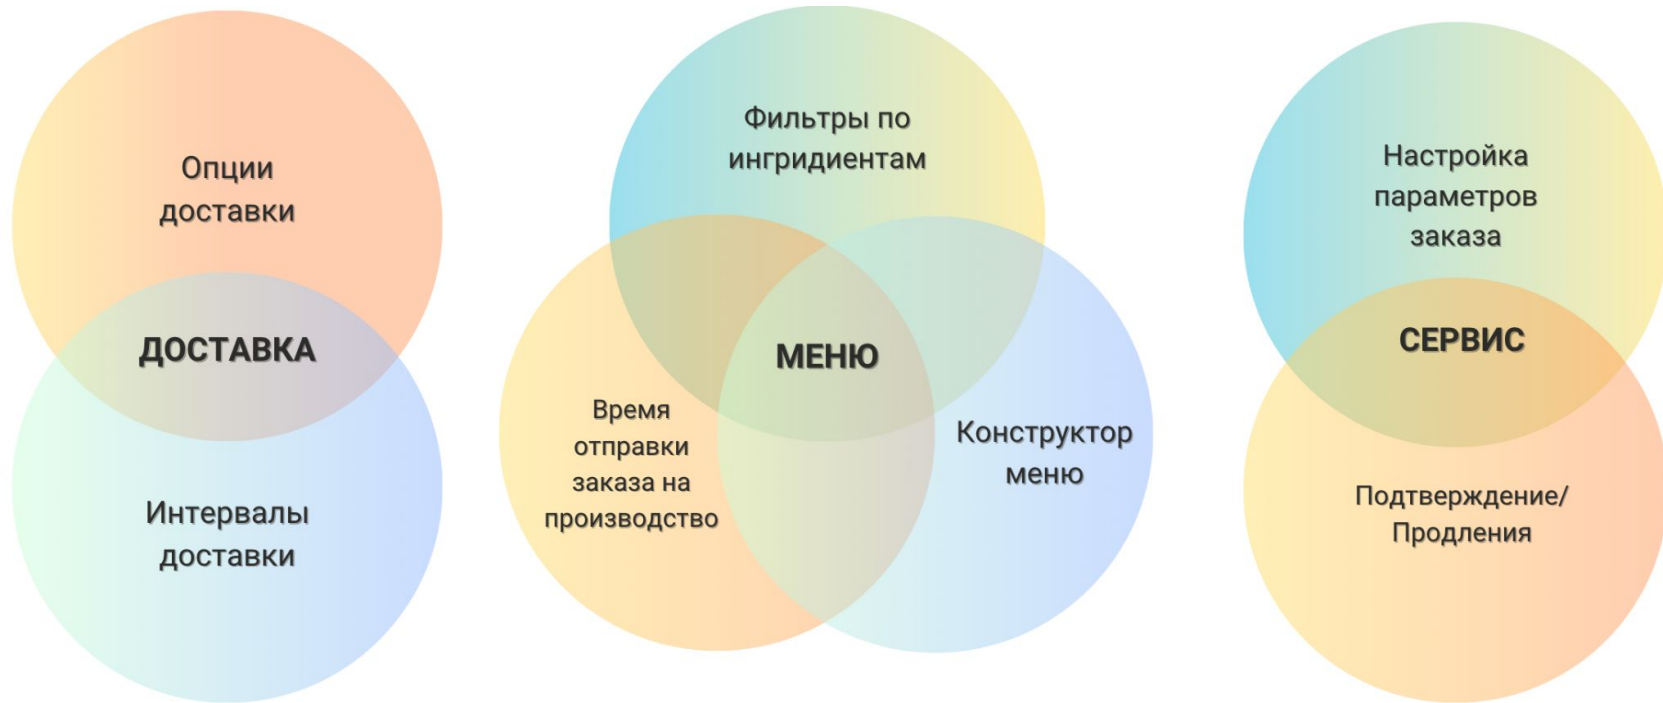 Опции
доставки
ДОСТАВКА
Интервалы
доставки
Фильтры по
ингридиентам
МЕНЮ
Время
отправки
заказа на
производство
Конструктор
меню
Настройка
параметров
заказа
СЕРВИС
Подтверждение/
Продления